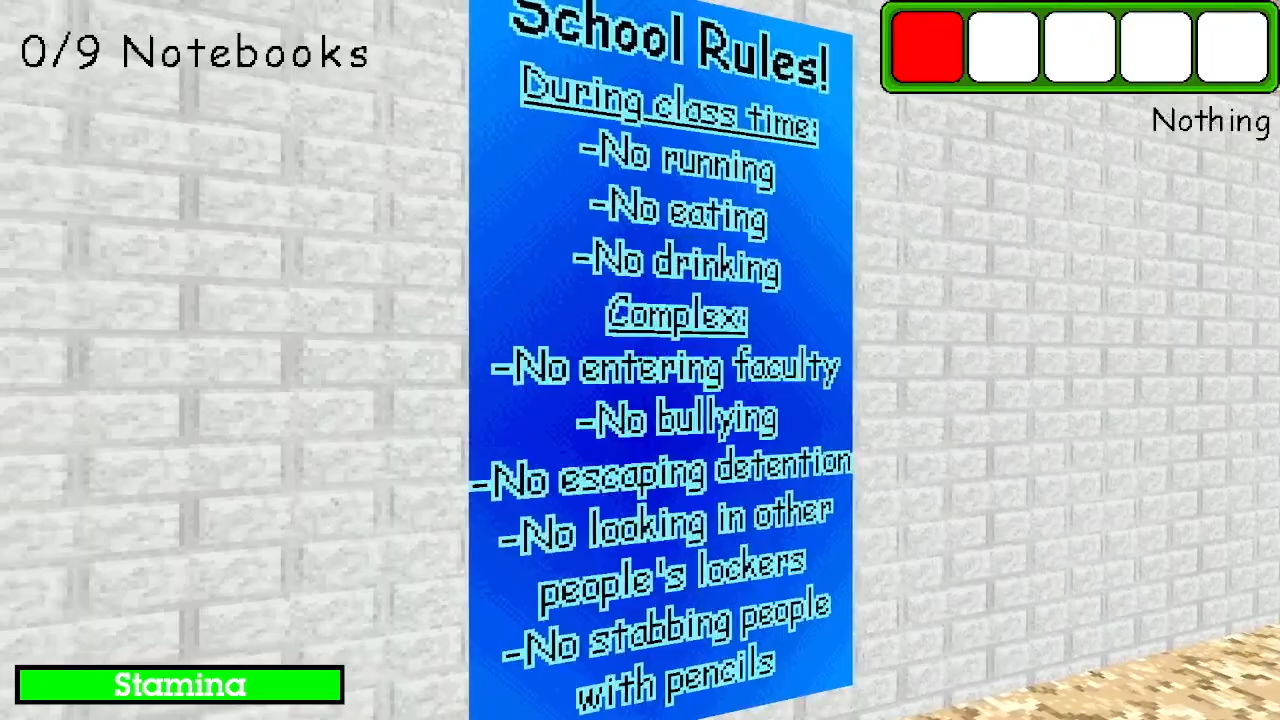 0/9 Notebooks
Nothing
School Rules!
During class time:
-No running
-No eating
-No drinking
Complex:
-No entering faculty
-No bullying
-No escaping detention
-No looking in other
people's lockers
-No stabbing people
with pencils
Stamina